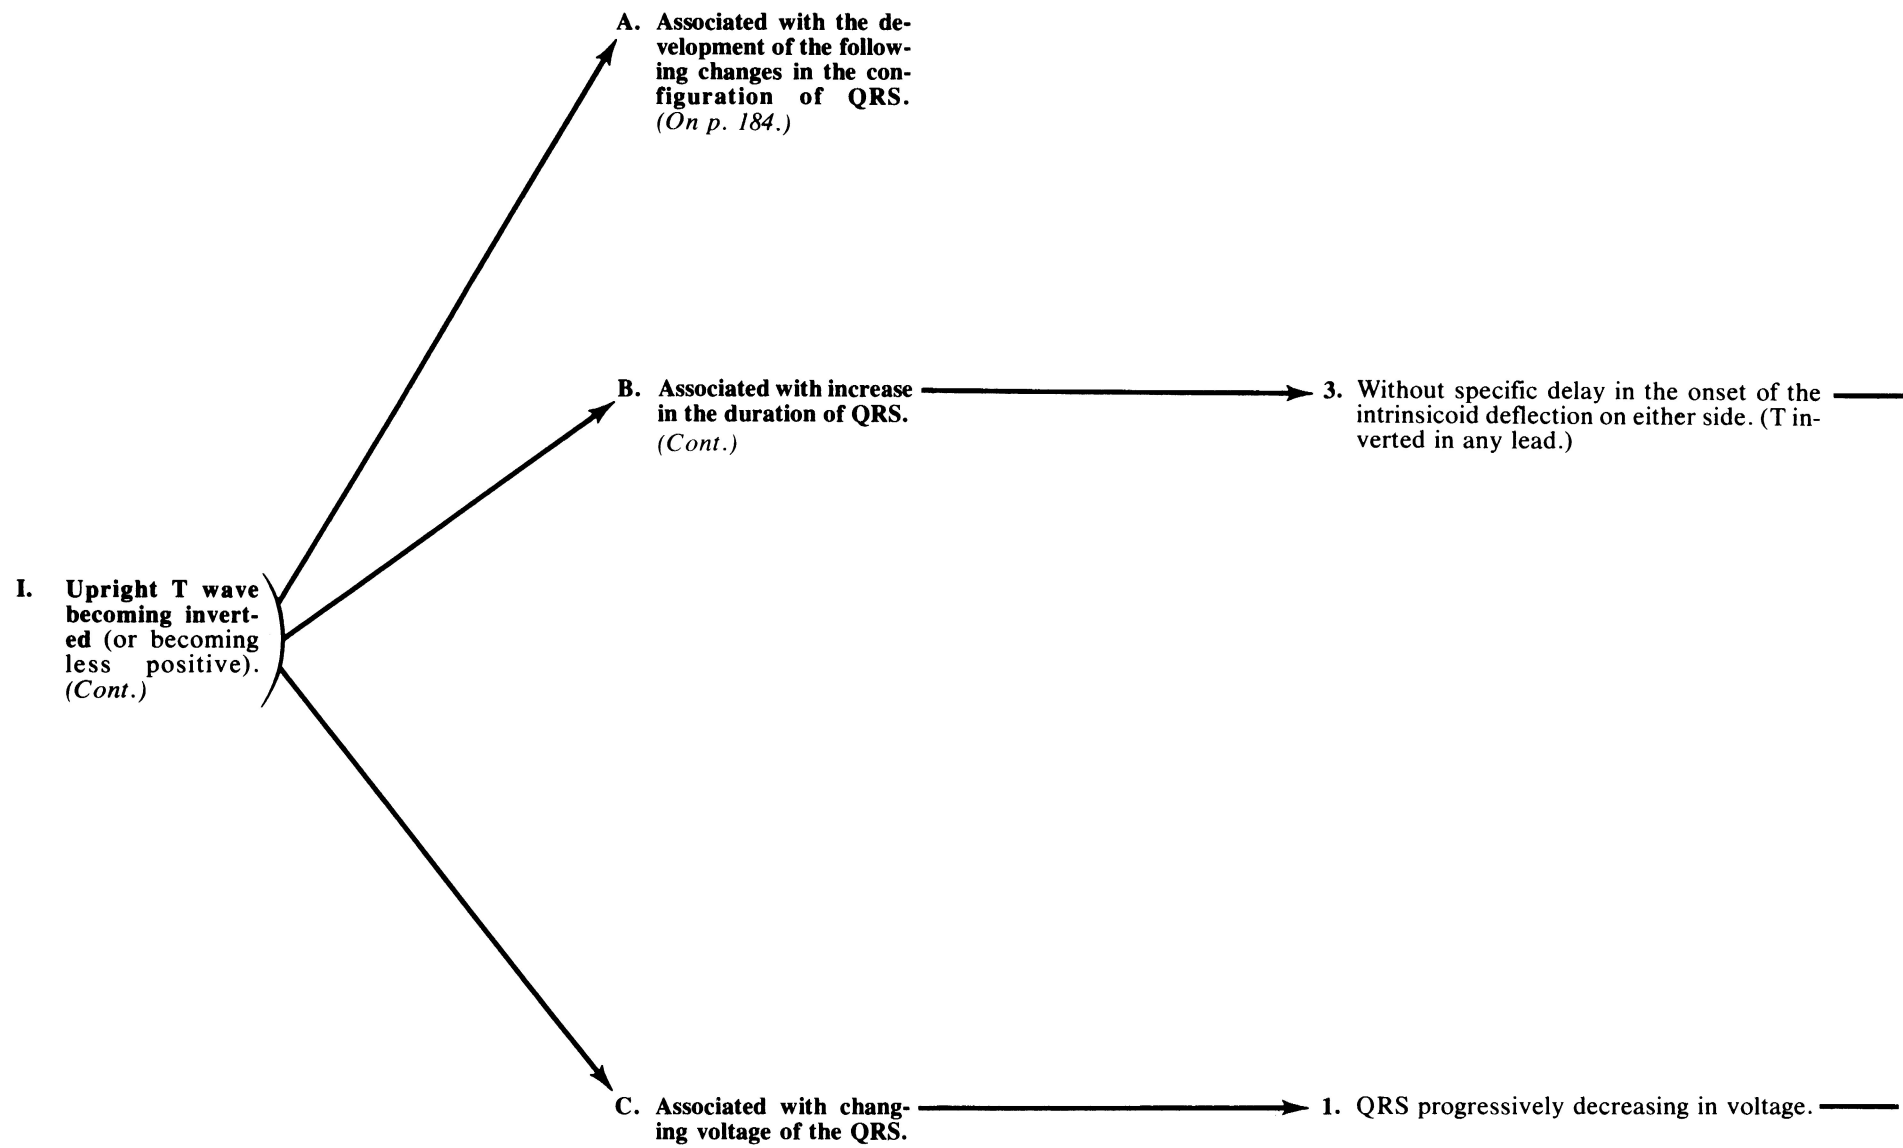 A. Associated with the de-
velopment of the follow-
ing changes in the con-
figuration of QRS.
(On p. 184.)
B. Associated with increase
in the duration of QRS.
(Cont.)
3. Without specific delay in the onset of the
intrinsicoid deflection on either side. (T in-
verted in any lead.)
I. Upright T wave
becoming invert-
ed (or becoming
less positive).
(Cont.)
C. Associated with chang-
ing voltage of the QRS.
1. QRS progressively decreasing in voltage.